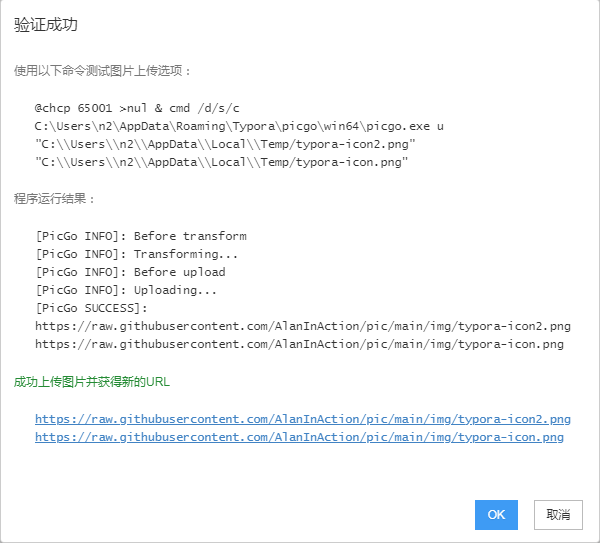 验证成功
使用以下命令测试图片上传选项：
@chcp 65001 >nul & cmd /d/s/c
C:\Users\n2\AppData\Roaming\Typora\picgo\win64\picgo.exe u
"C:\\Users\\n2\\AppData\\Local\\Temp/typora-icon2.png"
"C:\\Users\\n2\\AppData\\Local\\Temp/typora-icon.png"
程序运行结果：
[PicGo INFO]: Before transform
[PicGo INFO]: Transforming...
[PicGo INFO]: Before upload
[PicGo INFO]: Uploading...
[PicGo SUCCESS]:
https://raw.githubusercontent.com/AlanInAction/pic/main/img/typora-icon2.png
https://raw.githubusercontent.com/AlanInAction/pic/main/img/typora-icon.png
成功上传图片并获得新的URL
https://raw.githubusercontent.com/AlanInAction/pic/main/img/typora-icon2.png
https://raw.githubusercontent.com/AlanInAction/pic/main/img/typora-icon.png
OK 取消